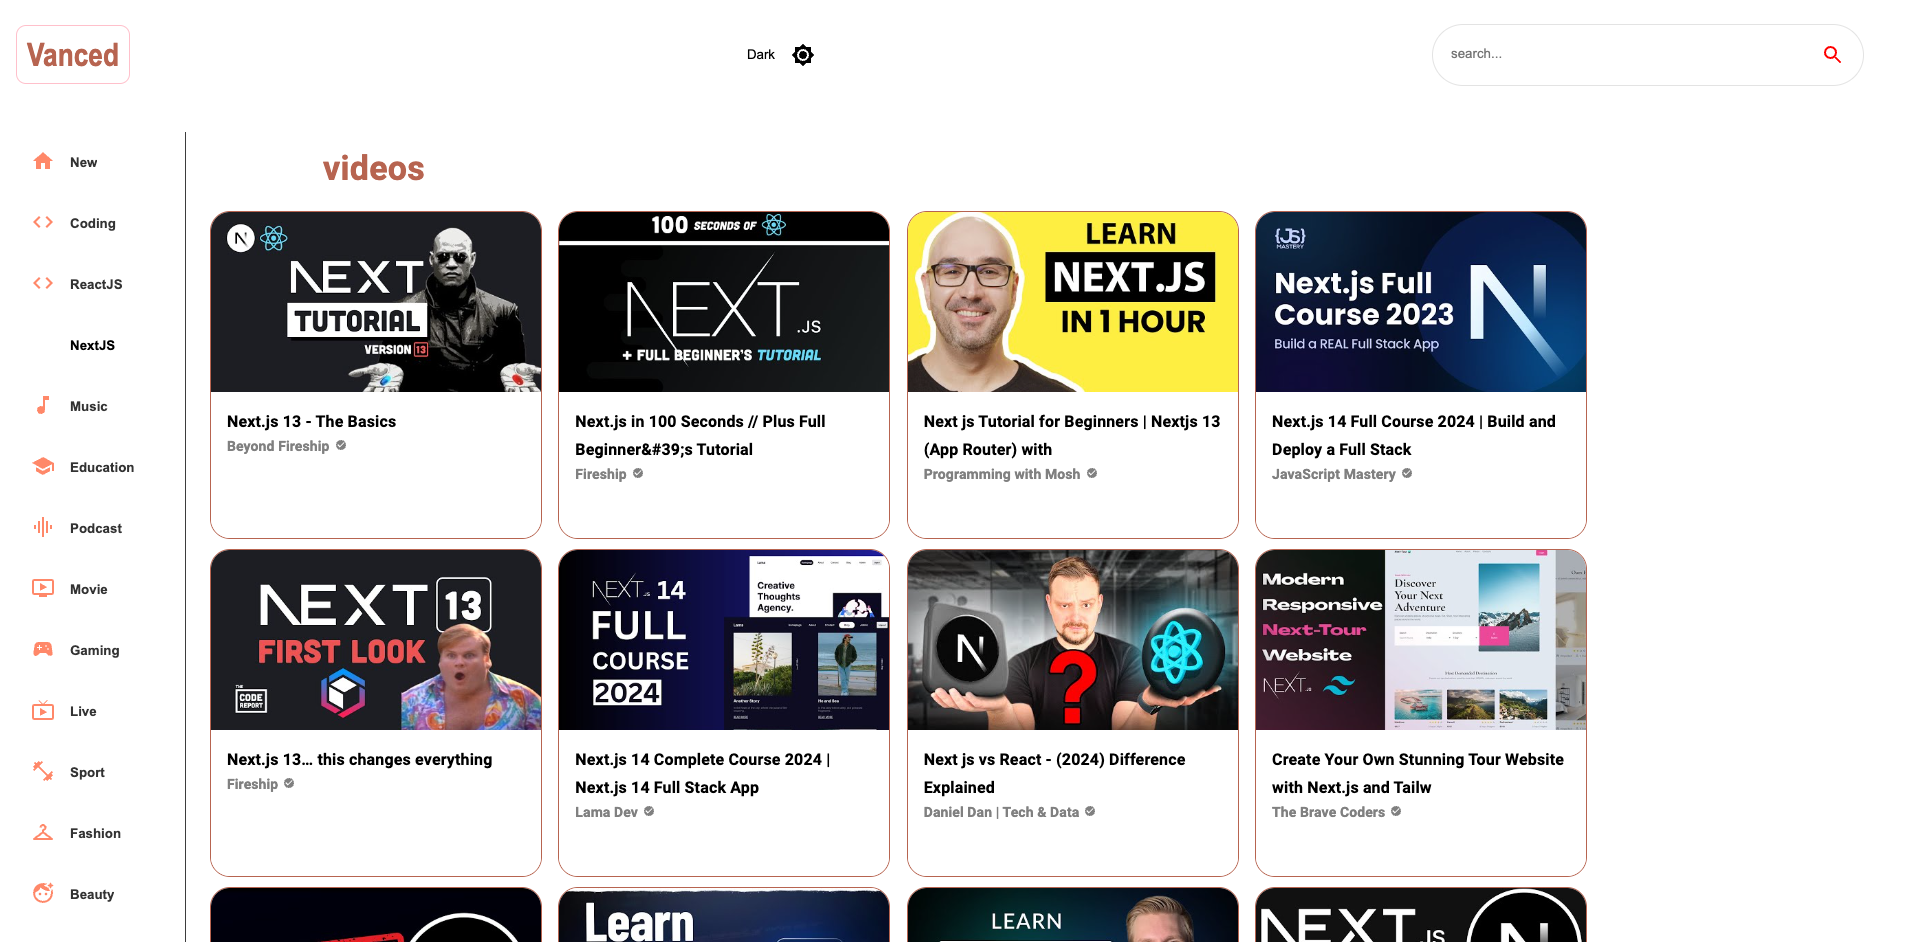 Vanced
Dark
search...
New
Coding
ReactJS
NextJS
Music
Education
Podcast
Movie
Gaming
Live
Sport
Fashion
Beauty
videos
N
NEXT
TUTORIAL
VERSION 13
Next.js 13 - The Basics
Beyond Fireship
100 SECONDS OF
NEXT.JS
+ FULL BEGINNER'S TUTORIAL
Next.js in 100 Seconds // Plus Full
Beginner&#39;s Tutorial
Fireship
LEARN
NEXT.JS
IN 1 HOUR
Next js Tutorial for Beginners | Nextjs 13
(App Router) with
Programming with Mosh
{JS}
MASTERY
Next.js Full
Course 2023
Build a REAL Full Stack App
N
Next.js 14 Full Course 2024 | Build and
Deploy a Full Stack
JavaScript Mastery
NEXT 13
FIRST LOOK
THE
CODE
REPORT
Next.js 13… this changes everything
Fireship
NEXT.JS 14
FULL
COURSE
2024
Creative
Thoughts
Agency.
Next.js 14 Complete Course 2024 |
Next.js 14 Full Stack App
Lama Dev
N
?
Next js vs React - (2024) Difference
Explained
Daniel Dan | Tech & Data
Modern
Responsive
Next-Tour
Website
NEXT.JS
Discover
Your Next
Adventure
Create Your Own Stunning Tour Website
with Next.js and Tailw
The Brave Coders
Learn
LEARN
NEXT.JS
N